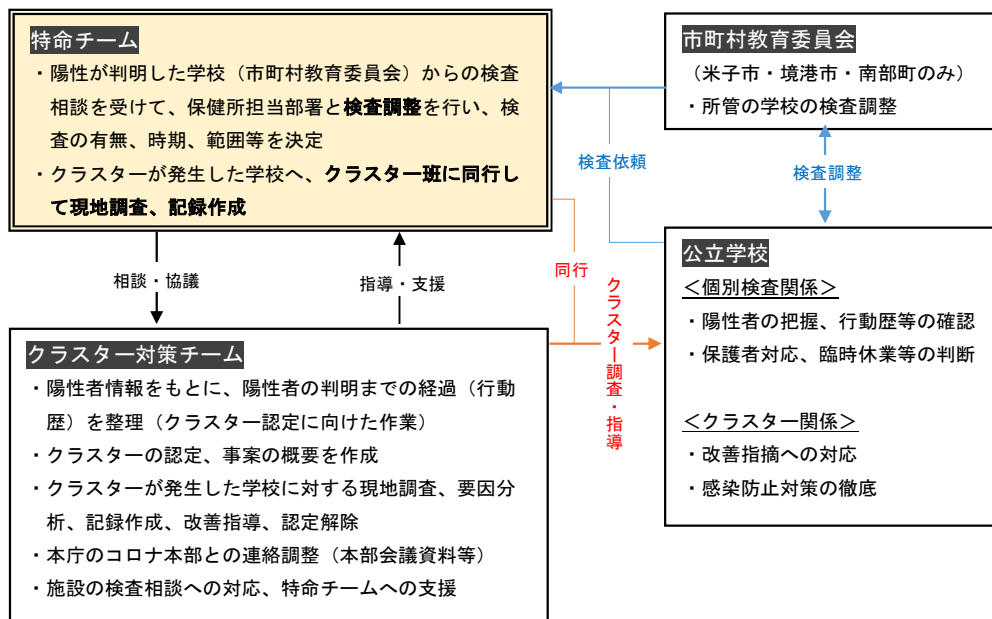 特命チーム
・陽性が判明した学校（市町村教育委員会）からの検査
相談を受けて、保健所担当部署と検査調整を行い、検
査の有無、時期、範囲等を決定
・クラスターが発生した学校へ、クラスター班に同行し
て現地調査、記録作成
市町村教育委員会
（米子市・境港市・南部町のみ）
・所管の学校の検査調整
検査依頼
検査調整
相談・協議
指導・支援
同行
クラスター調査・指導
公立学校
＜個別検査関係＞
・陽性者の把握、行動歴等の確認
・保護者対応、臨時休業等の判断
＜クラスター関係＞
・改善指摘への対応
・感染防止対策の徹底
クラスター対策チーム
・陽性者情報をもとに、陽性者の判明までの経過（行動
歴）を整理（クラスター認定に向けた作業）
・クラスターの認定、事案の概要を作成
・クラスターが発生した学校に対する現地調査、要因分
析、記録作成、改善指導、認定解除
・本庁のコロナ本部との連絡調整（本部会議資料等）
・施設の検査相談への対応、特命チームへの支援